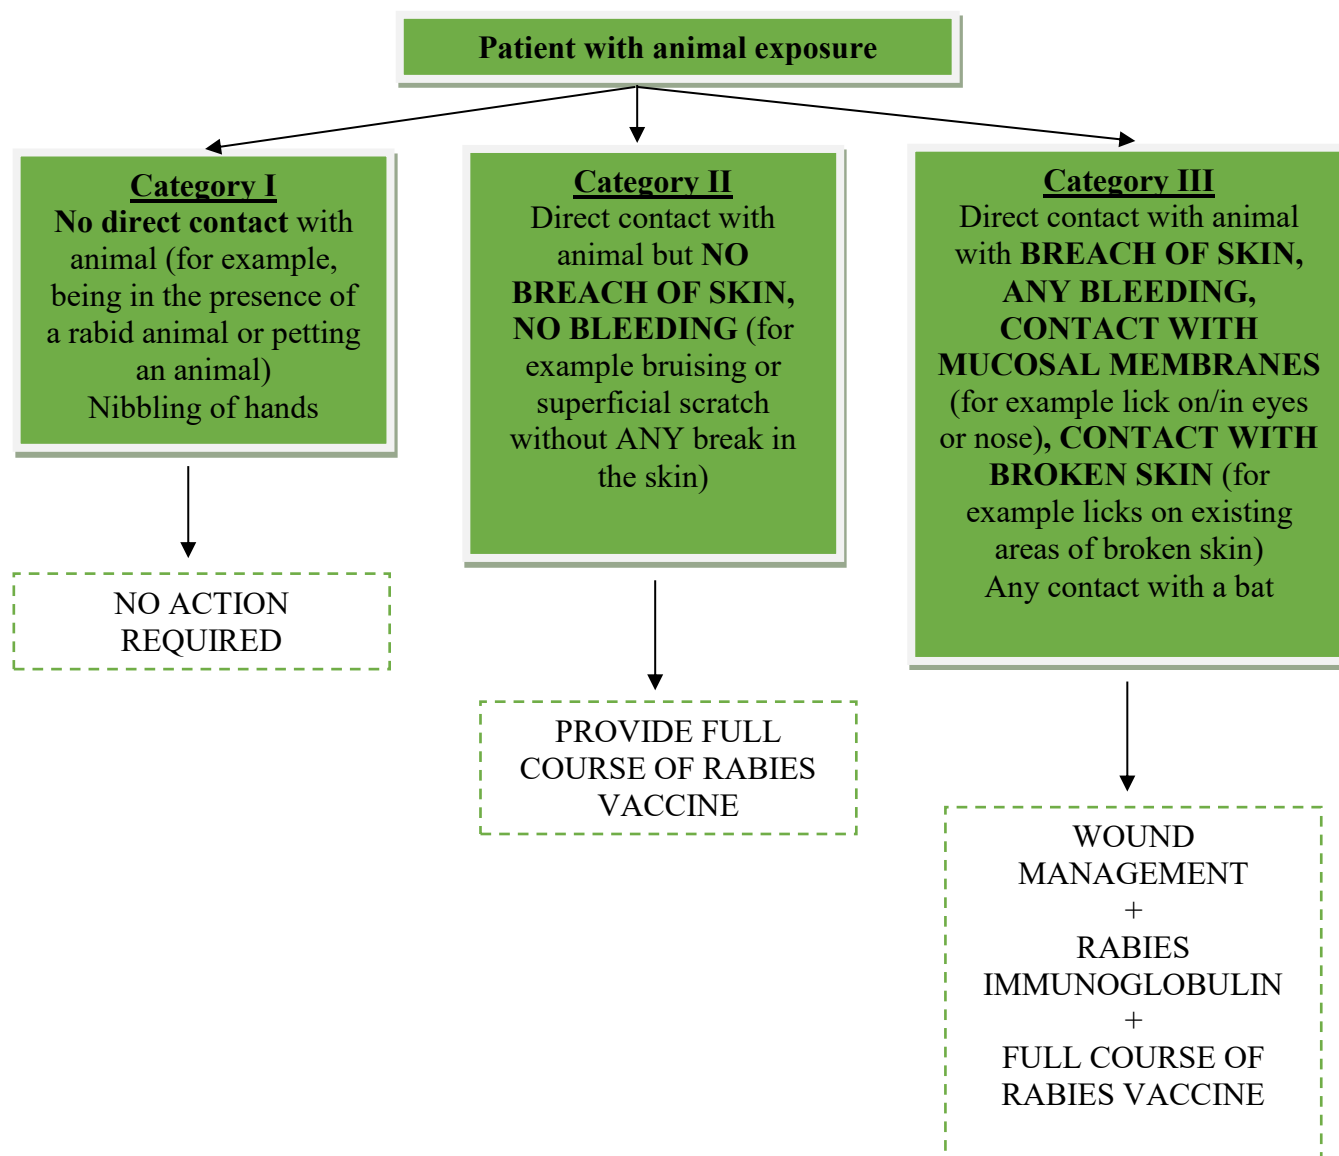 Patient with animal exposure
Category I
No direct contact with
animal (for example,
being in the presence of
a rabid animal or petting
an animal)
Nibbling of hands
NO ACTION
REQUIRED
Category II
Direct contact with
animal but NO
BREACH OF SKIN,
NO BLEEDING (for
example bruising or
superficial scratch
without ANY break in
the skin)
PROVIDE FULL
COURSE OF RABIES
VACCINE
Category III
Direct contact with animal
with BREACH OF SKIN,
ANY BLEEDING,
CONTACT WITH
MUCOSAL MEMBRANES
(for example lick on/in eyes
or nose), CONTACT WITH
BROKEN SKIN (for
example licks on existing
areas of broken skin)
Any contact with a bat
WOUND
MANAGEMENT
+
RABIES
IMMUNOGLOBULIN
+
FULL COURSE OF
RABIES VACCINE